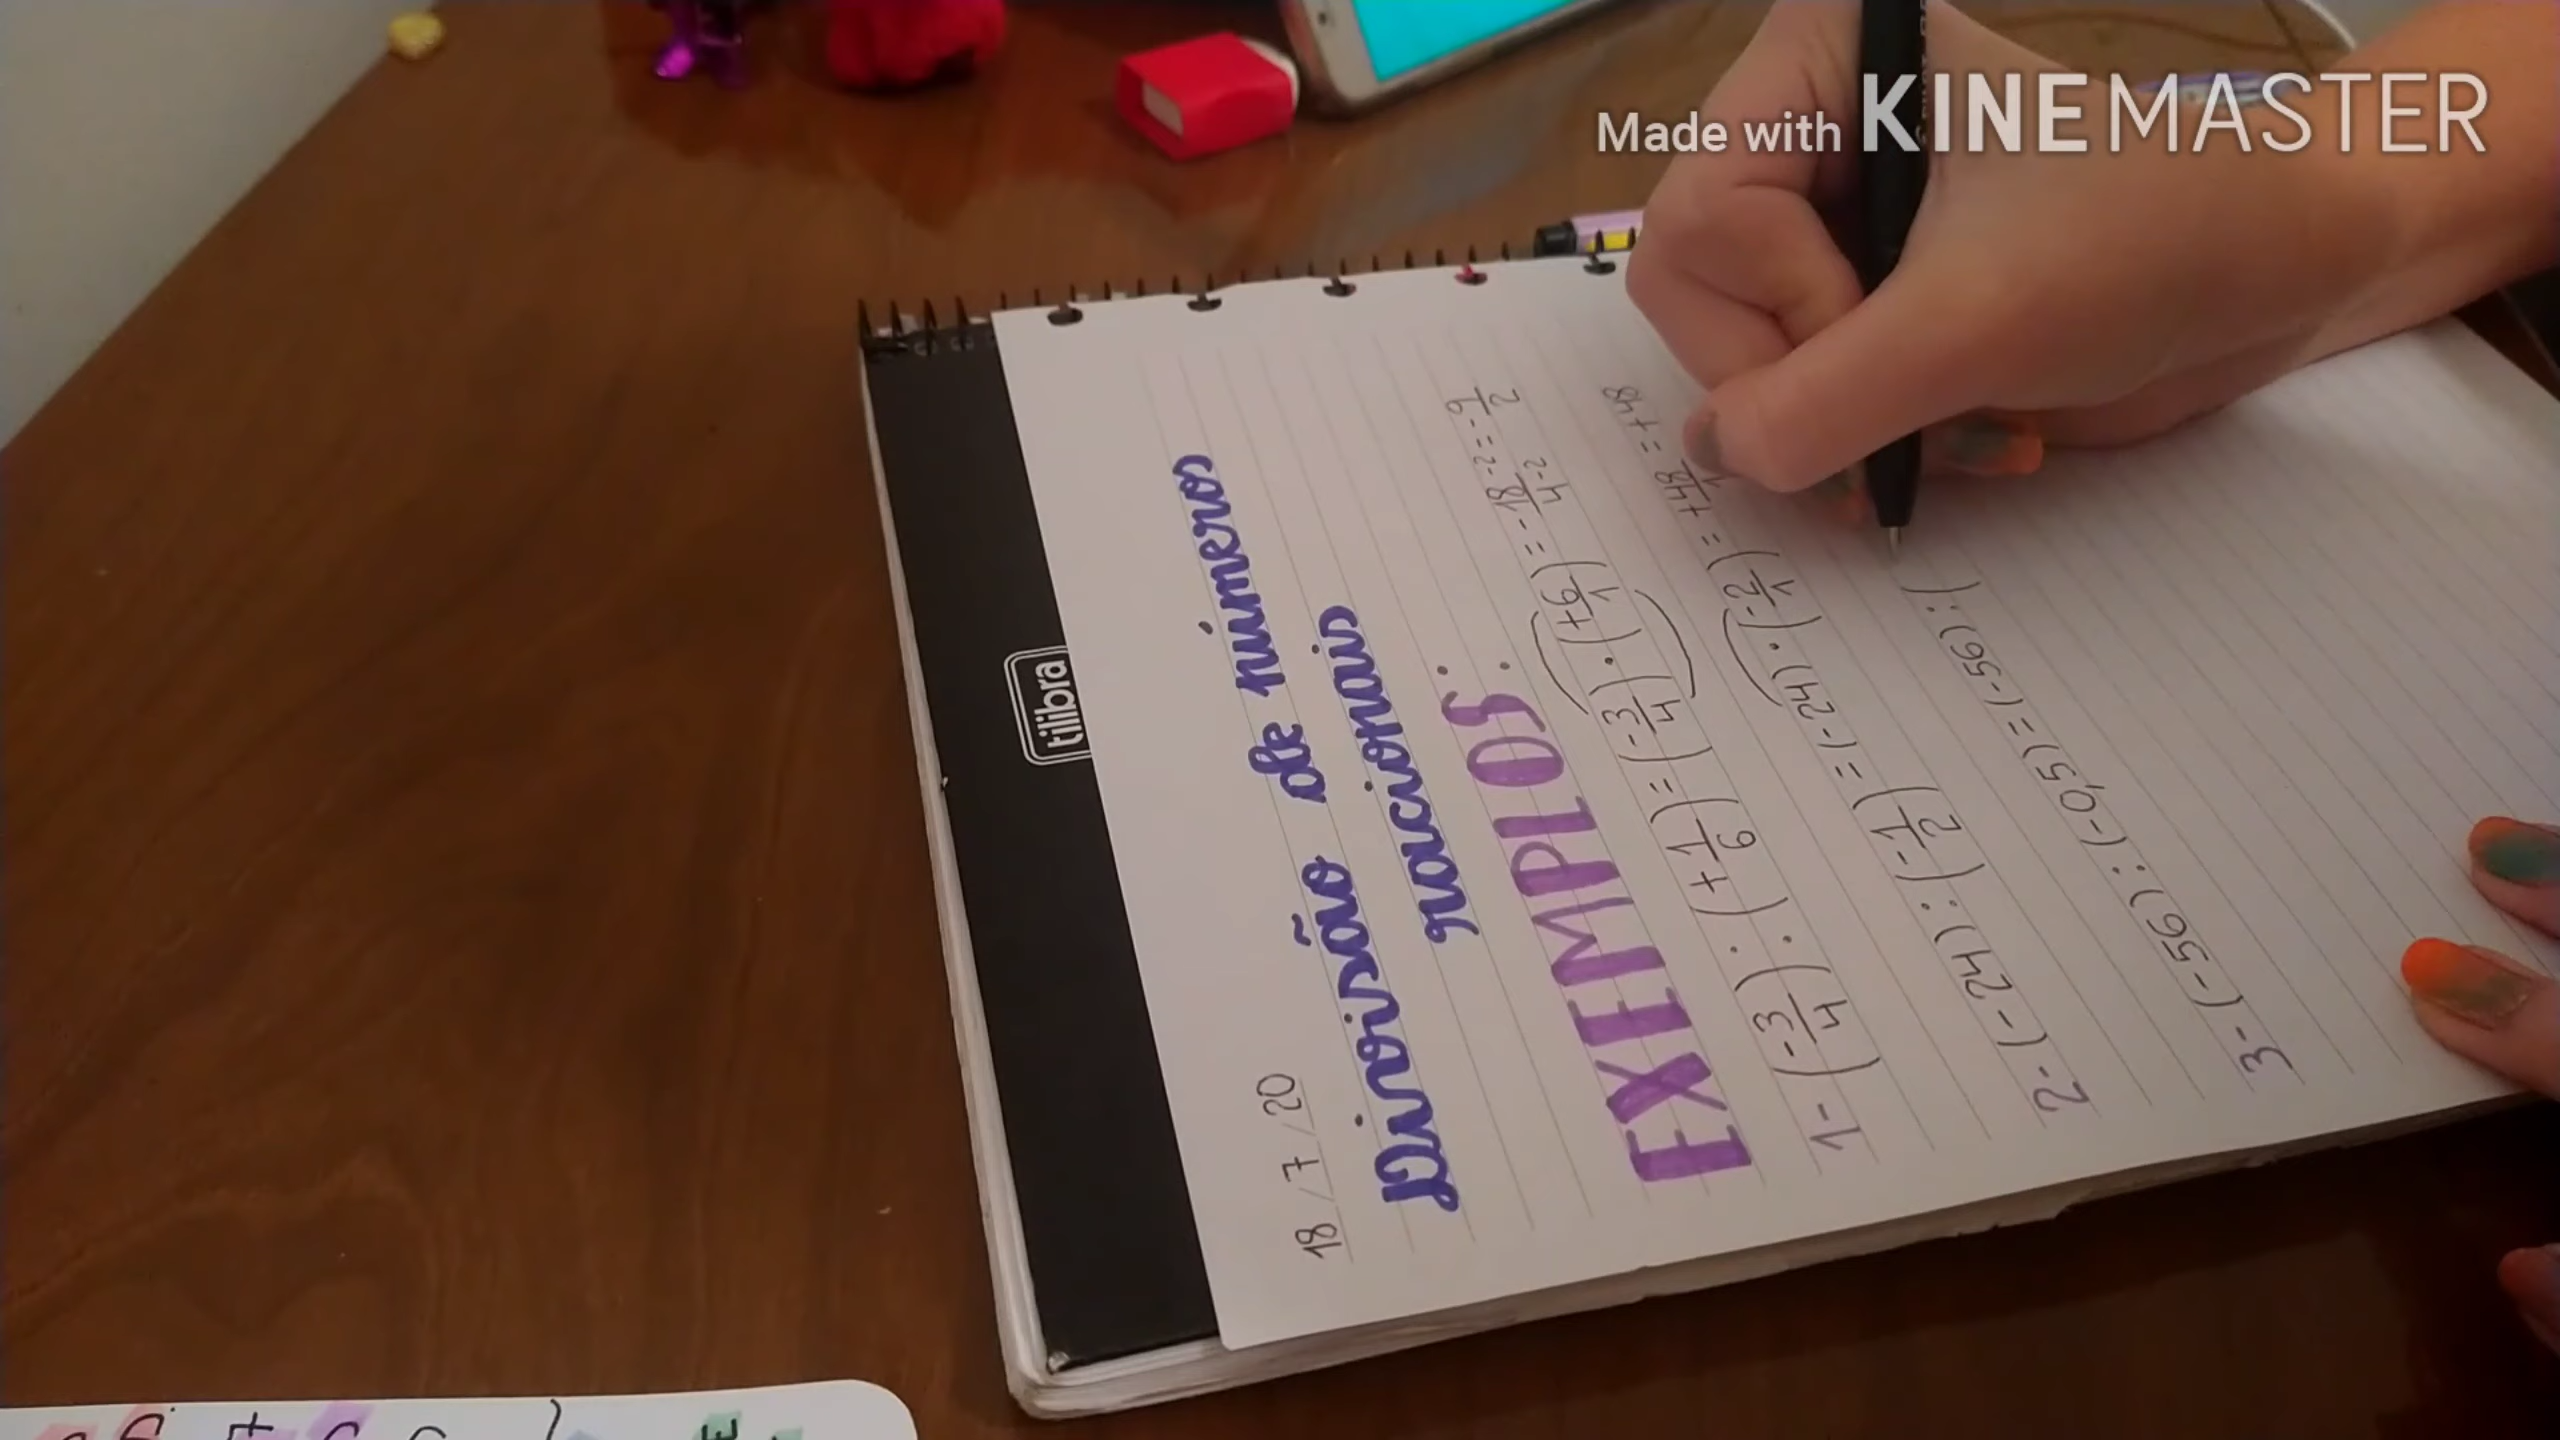 Made with KINEMASTER
tilibra
18/7/20
Divisão de números
racionais
EXEMPLOS:
1- (-3/4) : (+1/6) = (-3/4) · (+6/1) = -18÷2/4÷2 = -9/2
2- (-24) : (-1/2) = (-24) · (-2/1) = +48/1 = +48
3- (-56) : (-0,5) = (-56) : (